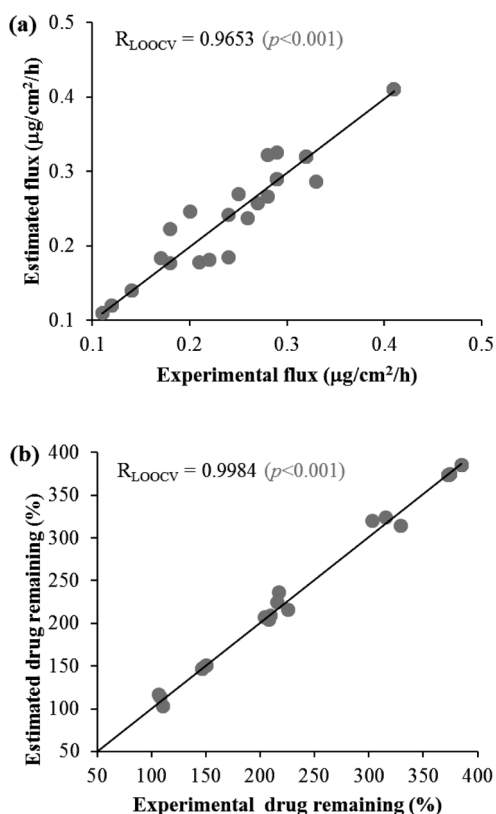 (a)
R_LOOCV = 0.9653 (p<0.001)
Estimated flux (µg/cm²/h)
0.5
0.4
0.3
0.2
0.1
0.1 0.2 0.3 0.4 0.5
Experimental flux (µg/cm²/h)
(b)
R_LOOCV = 0.9984 (p<0.001)
Estimated drug remaining (%)
400
350
300
250
200
150
100
50
50 100 150 200 250 300 350 400
Experimental drug remaining (%)